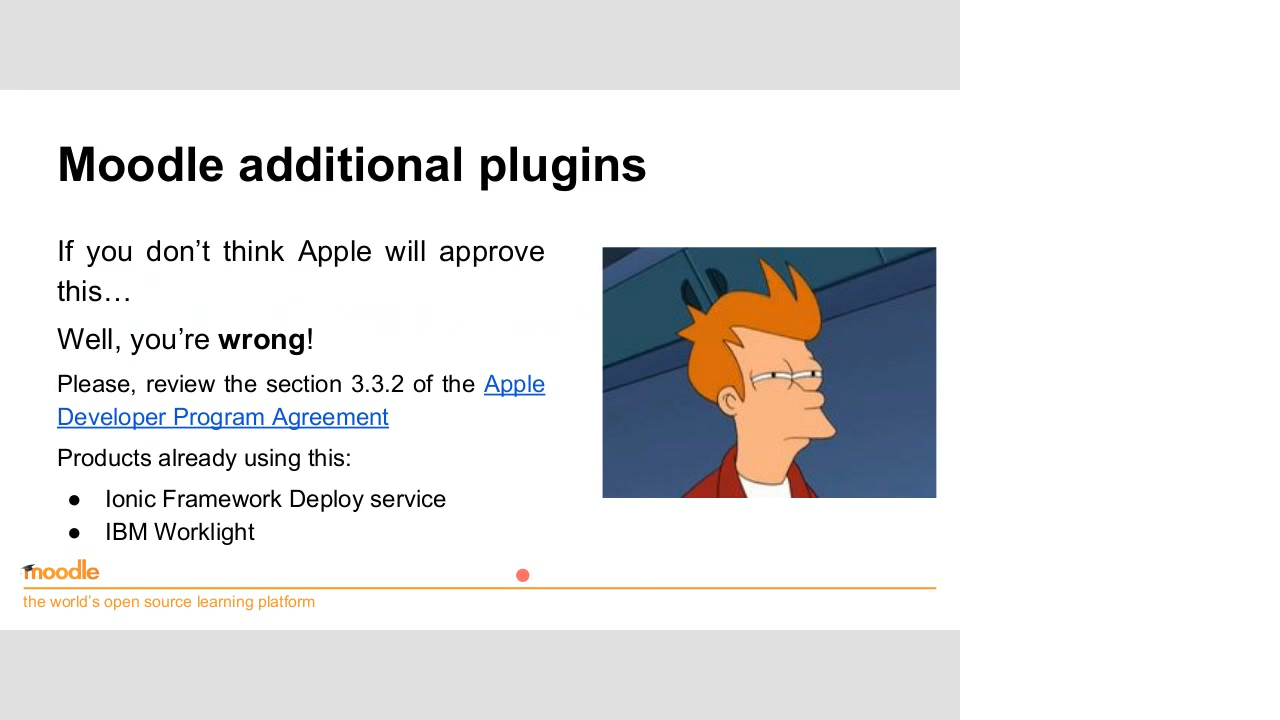 Moodle additional plugins
If you don’t think Apple will approve
this…
Well, you’re wrong!
Please, review the section 3.3.2 of the Apple
Developer Program Agreement
Products already using this:
● Ionic Framework Deploy service
● IBM Worklight
moodle
the world’s open source learning platform